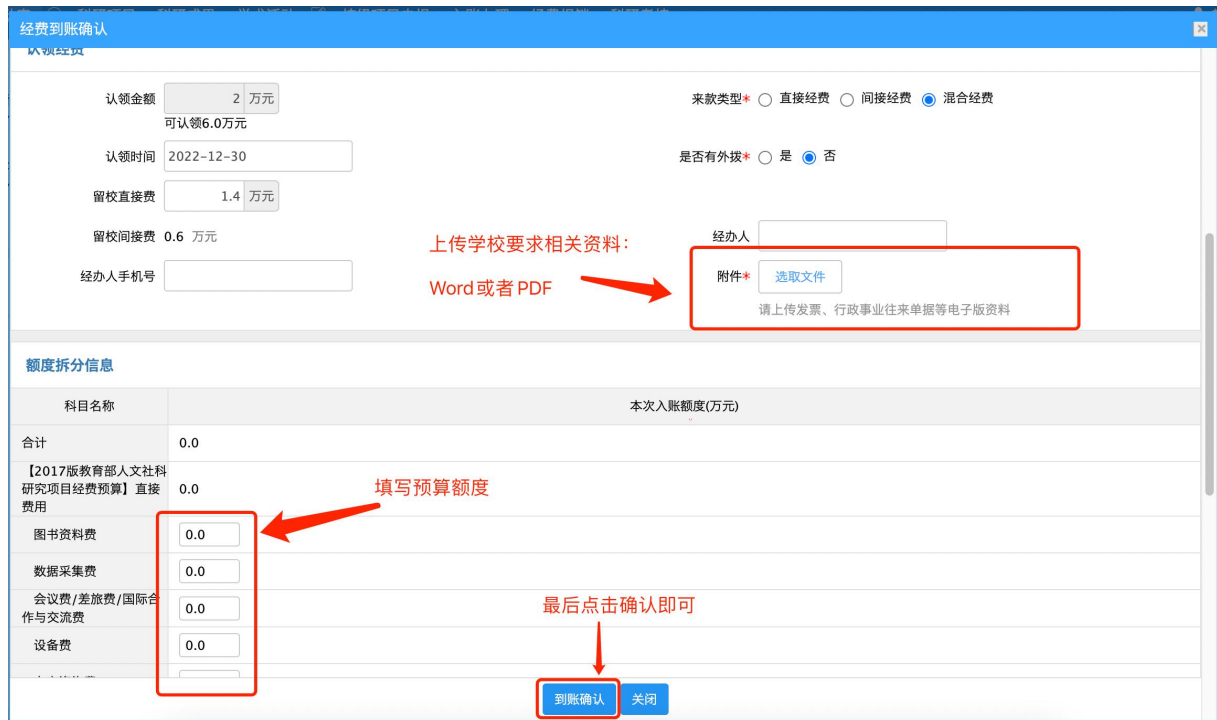 经费到账确认
认领经费
认领金额 2 万元 来款类型* 直接经费 间接经费 混合经费
可认领6.0万元
认领时间 2022-12-30 是否有外拨* 是 否
留校直接费 1.4 万元
留校间接费 0.6 万元 上传学校要求相关资料: 经办人
经办人手机号 Word或者PDF 附件* 选取文件
请上传发票、行政事业往来单据等电子版资料
额度拆分信息
科目名称 本次入账额度(万元)
合计 0.0
【2017版教育部人文社科
研究项目经费预算】直接 0.0 填写预算额度
费用
图书资料费 0.0
数据采集费 0.0
会议费/差旅费/国际合
作与交流费 0.0 最后点击确认即可
设备费 0.0
到账确认 关闭